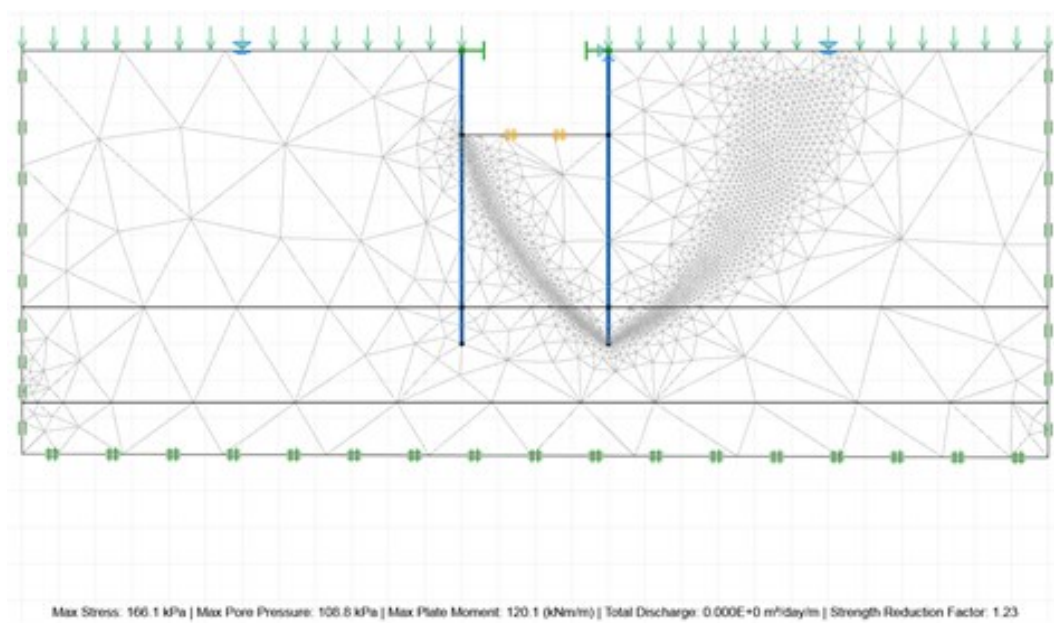 Max Stress: 166.1 kPa | Max Pore Pressure: 108.8 kPa | Max Plate Moment: 120.1 (kNm/m) | Total Discharge: 0.000E+0 m³/day/m | Strength Reduction Factor: 1.23